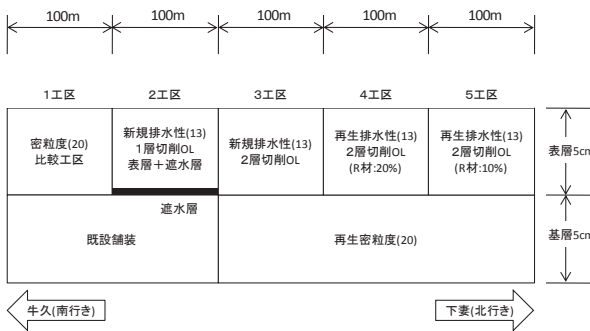 100m 100m 100m 100m 100m
1工区 2工区 3工区 4工区 5工区
密粒度(20)
比較工区
新規排水性(13)
1層切削OL
表層＋遮水層
新規排水性(13)
2層切削OL
再生排水性(13)
2層切削OL
(R材:20%)
再生排水性(13)
2層切削OL
(R材:10%)
表層5cm
遮水層
既設舗装
再生密粒度(20)
基層5cm
牛久(南行き)
下妻(北行き)